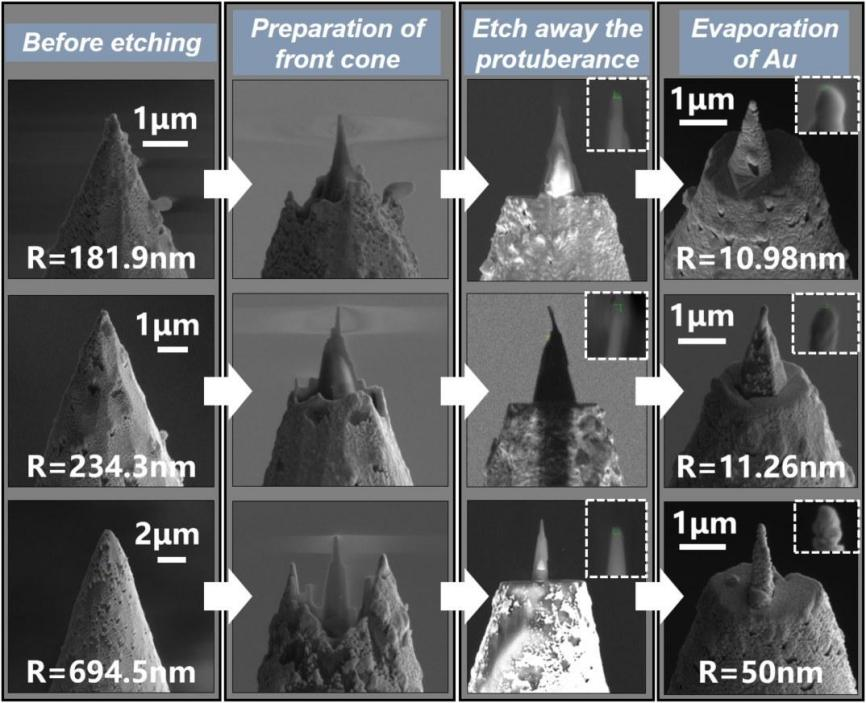 Before etching
Preparation of
front cone
Etch away the
protuberance
Evaporation
of Au
1μm
R=181.9nm
1μm
R=10.98nm
1μm
R=234.3nm
1μm
R=11.26nm
2μm
R=694.5nm
1μm
R=50nm